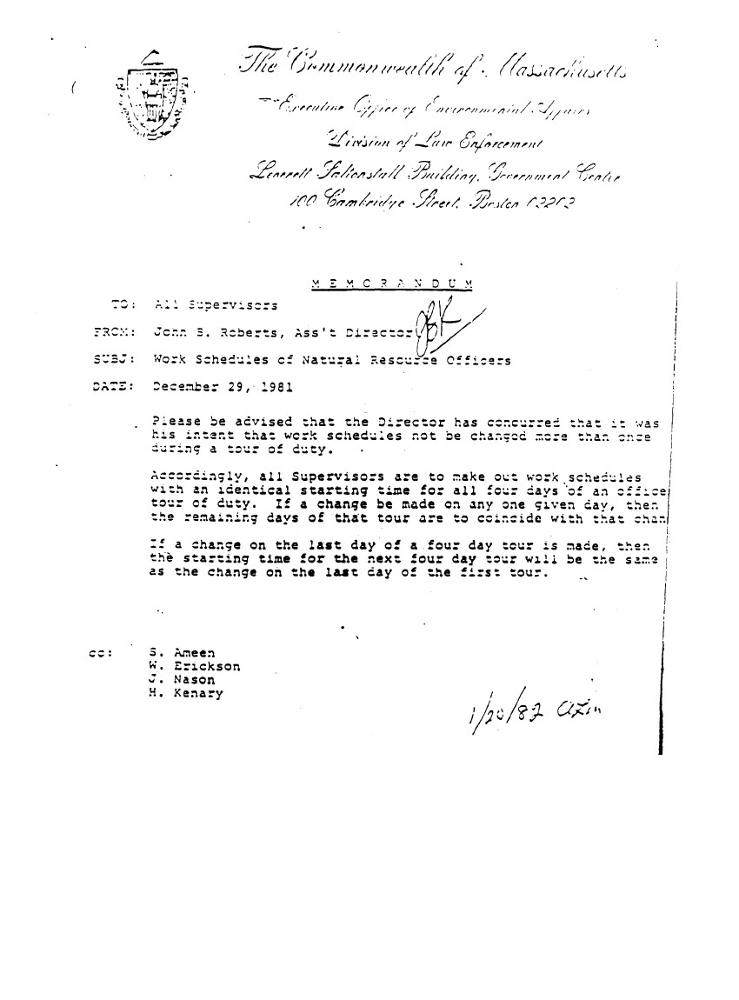 The Commonwealth of Massachusetts
Executive Office of Environmental Affairs
Division of Law Enforcement
Leverett Saltonstall Building, Government Center
100 Cambridge Street, Boston 02202
MEMORANDUM
TO: All Supervisors
FROM: John S. Roberts, Ass't Director
SUBJ: Work Schedules of Natural Resource Officers
DATE: December 29, 1981
Please be advised that the Director has concurred that it was
his intent that work schedules not be changed more than once
during a tour of duty.
Accordingly, all Supervisors are to make out work schedules
with an identical starting time for all four days of an office
tour of duty. If a change be made on any one given day, then
the remaining days of that tour are to coincide with that chan
If a change on the last day of a four day tour is made, then
the starting time for the next four day tour will be the same
as the change on the last day of the first tour.
cc: S. Ameen
W. Erickson
J. Nason
H. Kenary
1/20/82